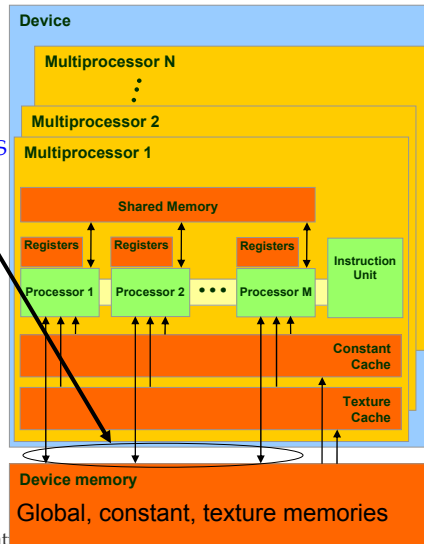 Device
Multiprocessor N
Multiprocessor 2
s
Multiprocessor 1
Shared Memory
Registers Registers Registers
Processor 1 Processor 2 ••• Processor M
Instruction
Unit
Constant
Cache
Texture
Cache
Device memory
Global, constant, texture memories